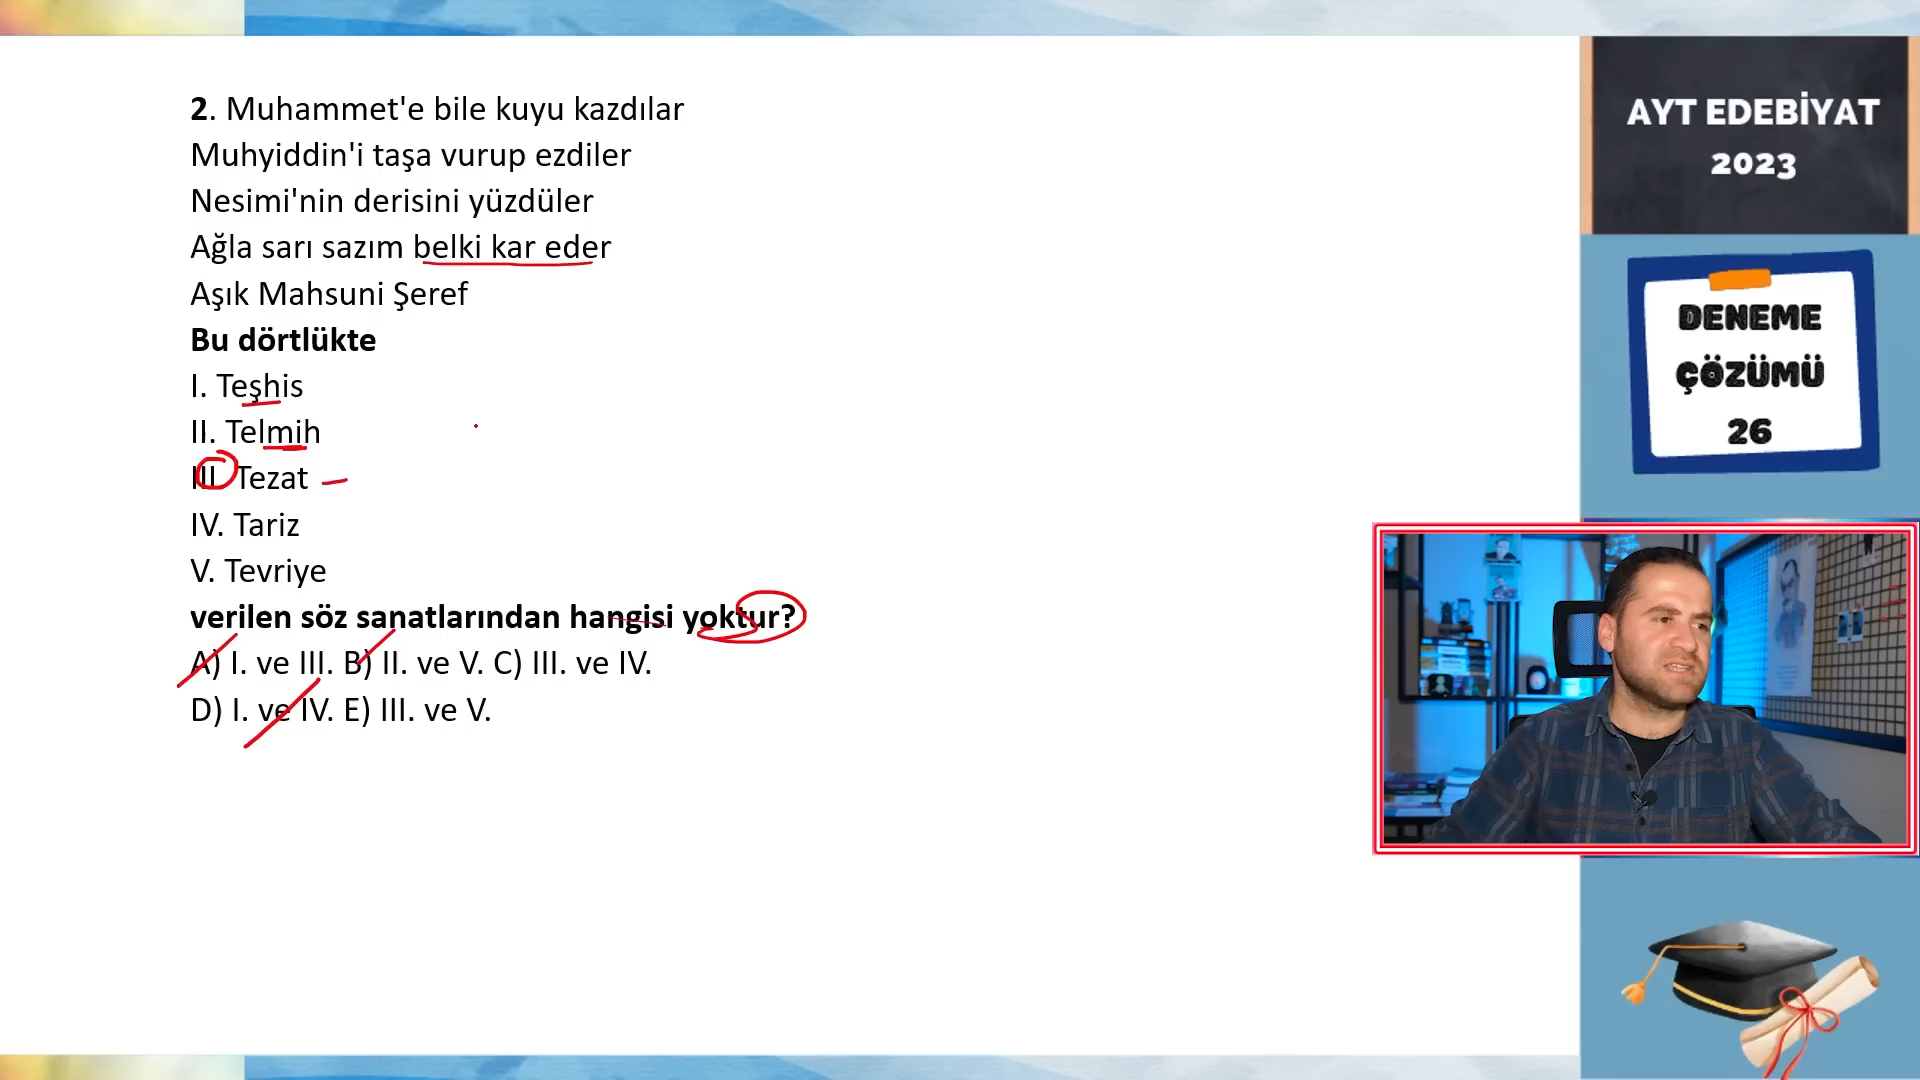 2. Muhammet'e bile kuyu kazdılar
Muhyiddin'i taşa vurup ezdiler
Nesimi'nin derisini yüzdüler
Ağla sarı sazım belki kar eder
Aşık Mahsuni Şeref
Bu dörtlükte
I. Teşhis
II. Telmih
III. Tezat
IV. Tariz
V. Tevriye
verilen söz sanatlarından hangisi yoktur?
A) I. ve III. B) II. ve V. C) III. ve IV.
D) I. ve IV. E) III. ve V.
AYT EDEBİYAT
2023
DENEME
ÇÖZÜMÜ
26